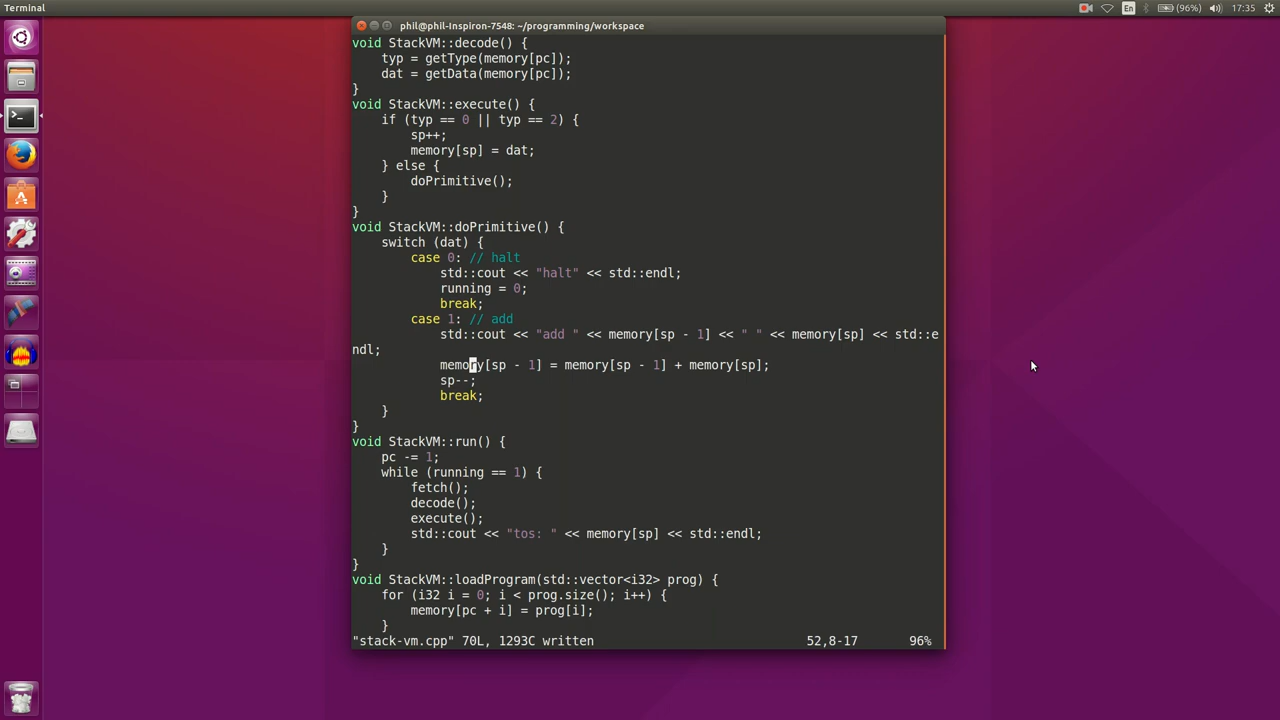 Terminal
En
(96%)
17:35
phil@phil-Inspiron-7548: ~/programming/workspace
void StackVM::decode() {
    typ = getType(memory[pc]);
    dat = getData(memory[pc]);
}
void StackVM::execute() {
    if (typ == 0 || typ == 2) {
        sp++;
        memory[sp] = dat;
    } else {
        doPrimitive();
    }
}
void StackVM::doPrimitive() {
    switch (dat) {
        case 0: // halt
            std::cout << "halt" << std::endl;
            running = 0;
            break;
        case 1: // add
            std::cout << "add " << memory[sp - 1] << " " << memory[sp] << std::e
ndl;
            memory[sp - 1] = memory[sp - 1] + memory[sp];
            sp--;
            break;
    }
}
void StackVM::run() {
    pc -= 1;
    while (running == 1) {
        fetch();
        decode();
        execute();
        std::cout << "tos: " << memory[sp] << std::endl;
    }
}
void StackVM::loadProgram(std::vector<i32> prog) {
    for (i32 i = 0; i < prog.size(); i++) {
        memory[pc + i] = prog[i];
    }
"stack-vm.cpp" 70L, 1293C written 52,8-17 96%